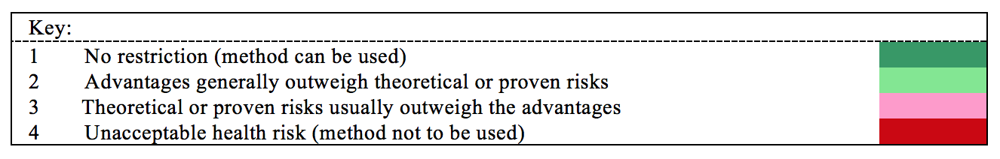 Key:
1 No restriction (method can be used)
2 Advantages generally outweigh theoretical or proven risks
3 Theoretical or proven risks usually outweigh the advantages
4 Unacceptable health risk (method not to be used)